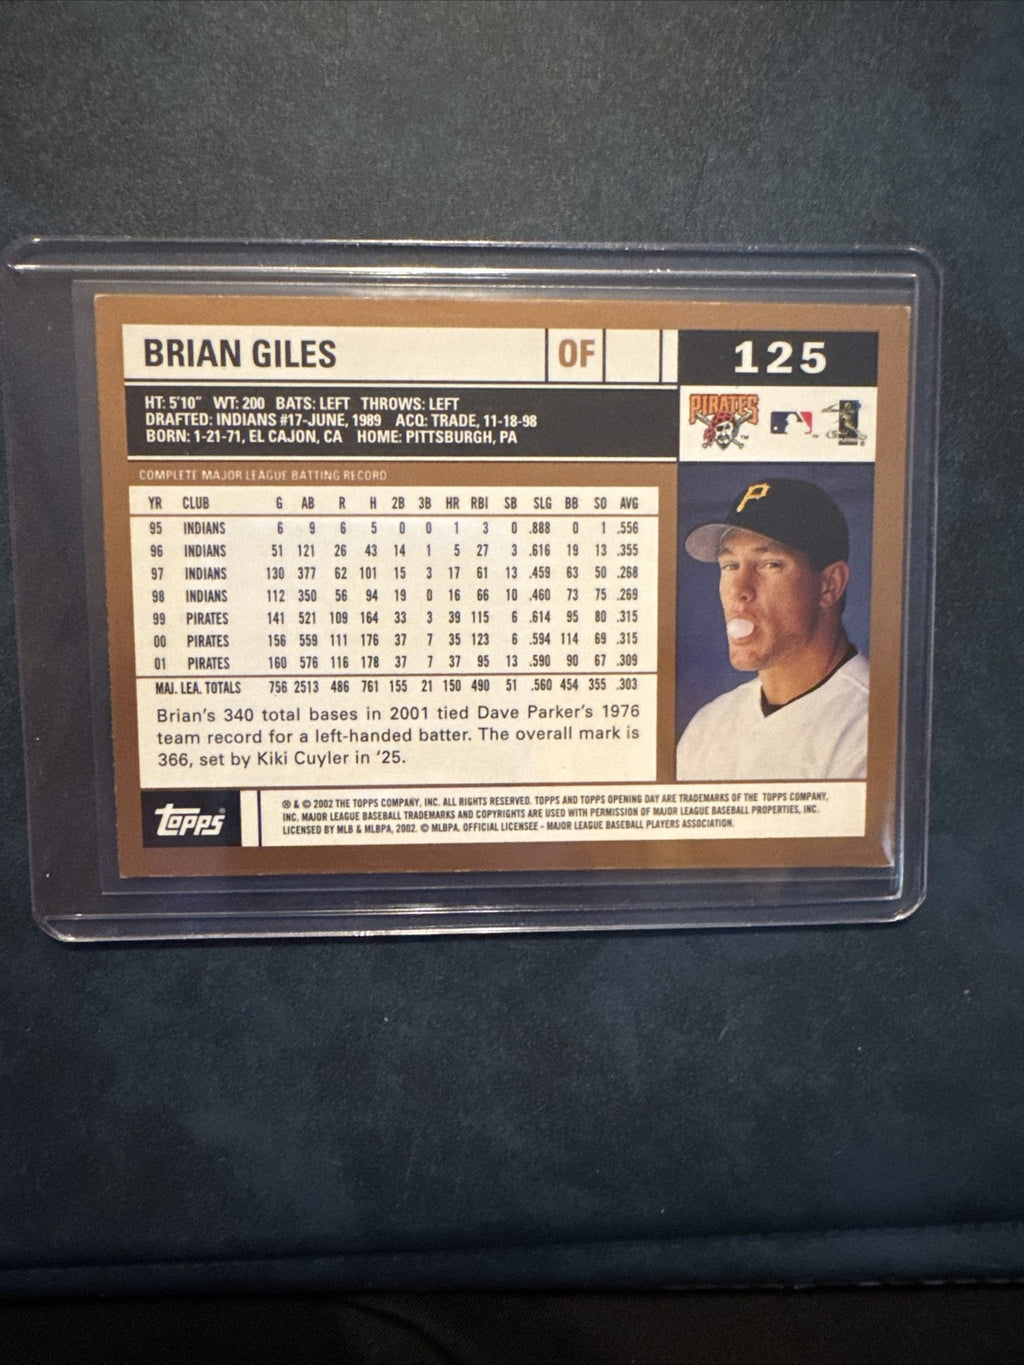 BRIAN GILES OF 125
HT: 5'10" WT: 200 BATS: LEFT THROWS: LEFT
DRAFTED: INDIANS #17-JUNE, 1989 ACQ: TRADE, 11-18-98
BORN: 1-21-71, EL CAJON, CA HOME: PITTSBURGH, PA
PIRATES
COMPLETE MAJOR LEAGUE BATTING RECORD
YR CLUB G AB R H 2B 3B HR RBI SB SLG BB SO AVG
95 INDIANS 6 9 6 5 0 0 1 3 0 .888 0 1 .556
96 INDIANS 51 121 26 43 14 1 5 27 3 .616 19 13 .355
97 INDIANS 130 377 62 101 15 3 17 61 13 .459 63 50 .268
98 INDIANS 112 350 56 94 19 0 16 66 10 .460 73 75 .269
99 PIRATES 141 521 109 164 33 3 39 115 6 .614 95 80 .315
00 PIRATES 156 559 111 176 37 7 35 123 6 .594 114 69 .315
01 PIRATES 160 576 116 178 37 7 37 95 13 .590 90 67 .309
MAJ. LEA. TOTALS 756 2513 486 761 155 21 150 490 51 .560 454 355 .303
P
Brian's 340 total bases in 2001 tied Dave Parker's 1976
team record for a left-handed batter. The overall mark is
366, set by Kiki Cuyler in '25.
Topps
® & © 2002 THE TOPPS COMPANY, INC. ALL RIGHTS RESERVED. TOPPS AND TOPPS OPENING DAY ARE TRADEMARKS OF THE TOPPS COMPANY,
INC. MAJOR LEAGUE BASEBALL TRADEMARKS AND COPYRIGHTS ARE USED WITH PERMISSION OF MAJOR LEAGUE BASEBALL PROPERTIES, INC.
LICENSED BY MLB & MLBPA, 2002. © MLBPA. OFFICIAL LICENSEE - MAJOR LEAGUE BASEBALL PLAYERS ASSOCIATION.